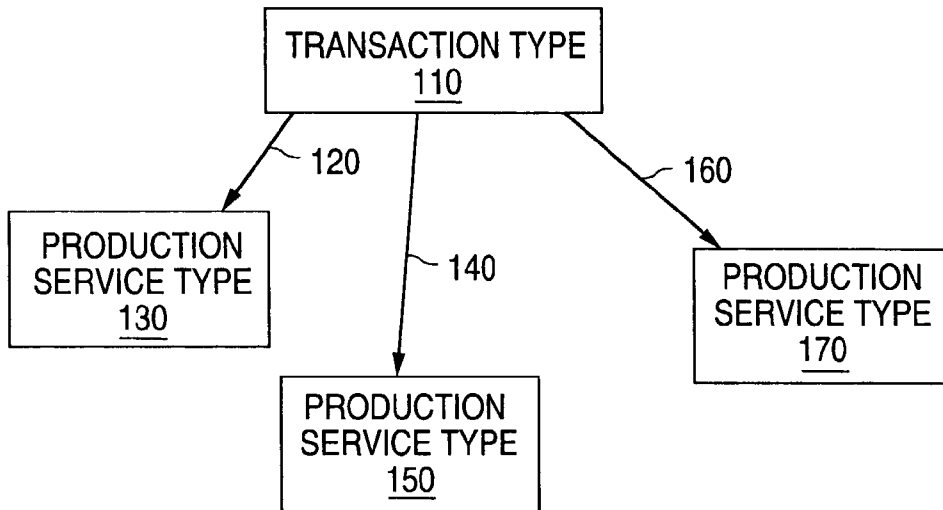 TRANSACTION TYPE
110
120
160
PRODUCTION
SERVICE TYPE
130
140
PRODUCTION
SERVICE TYPE
170
PRODUCTION
SERVICE TYPE
150